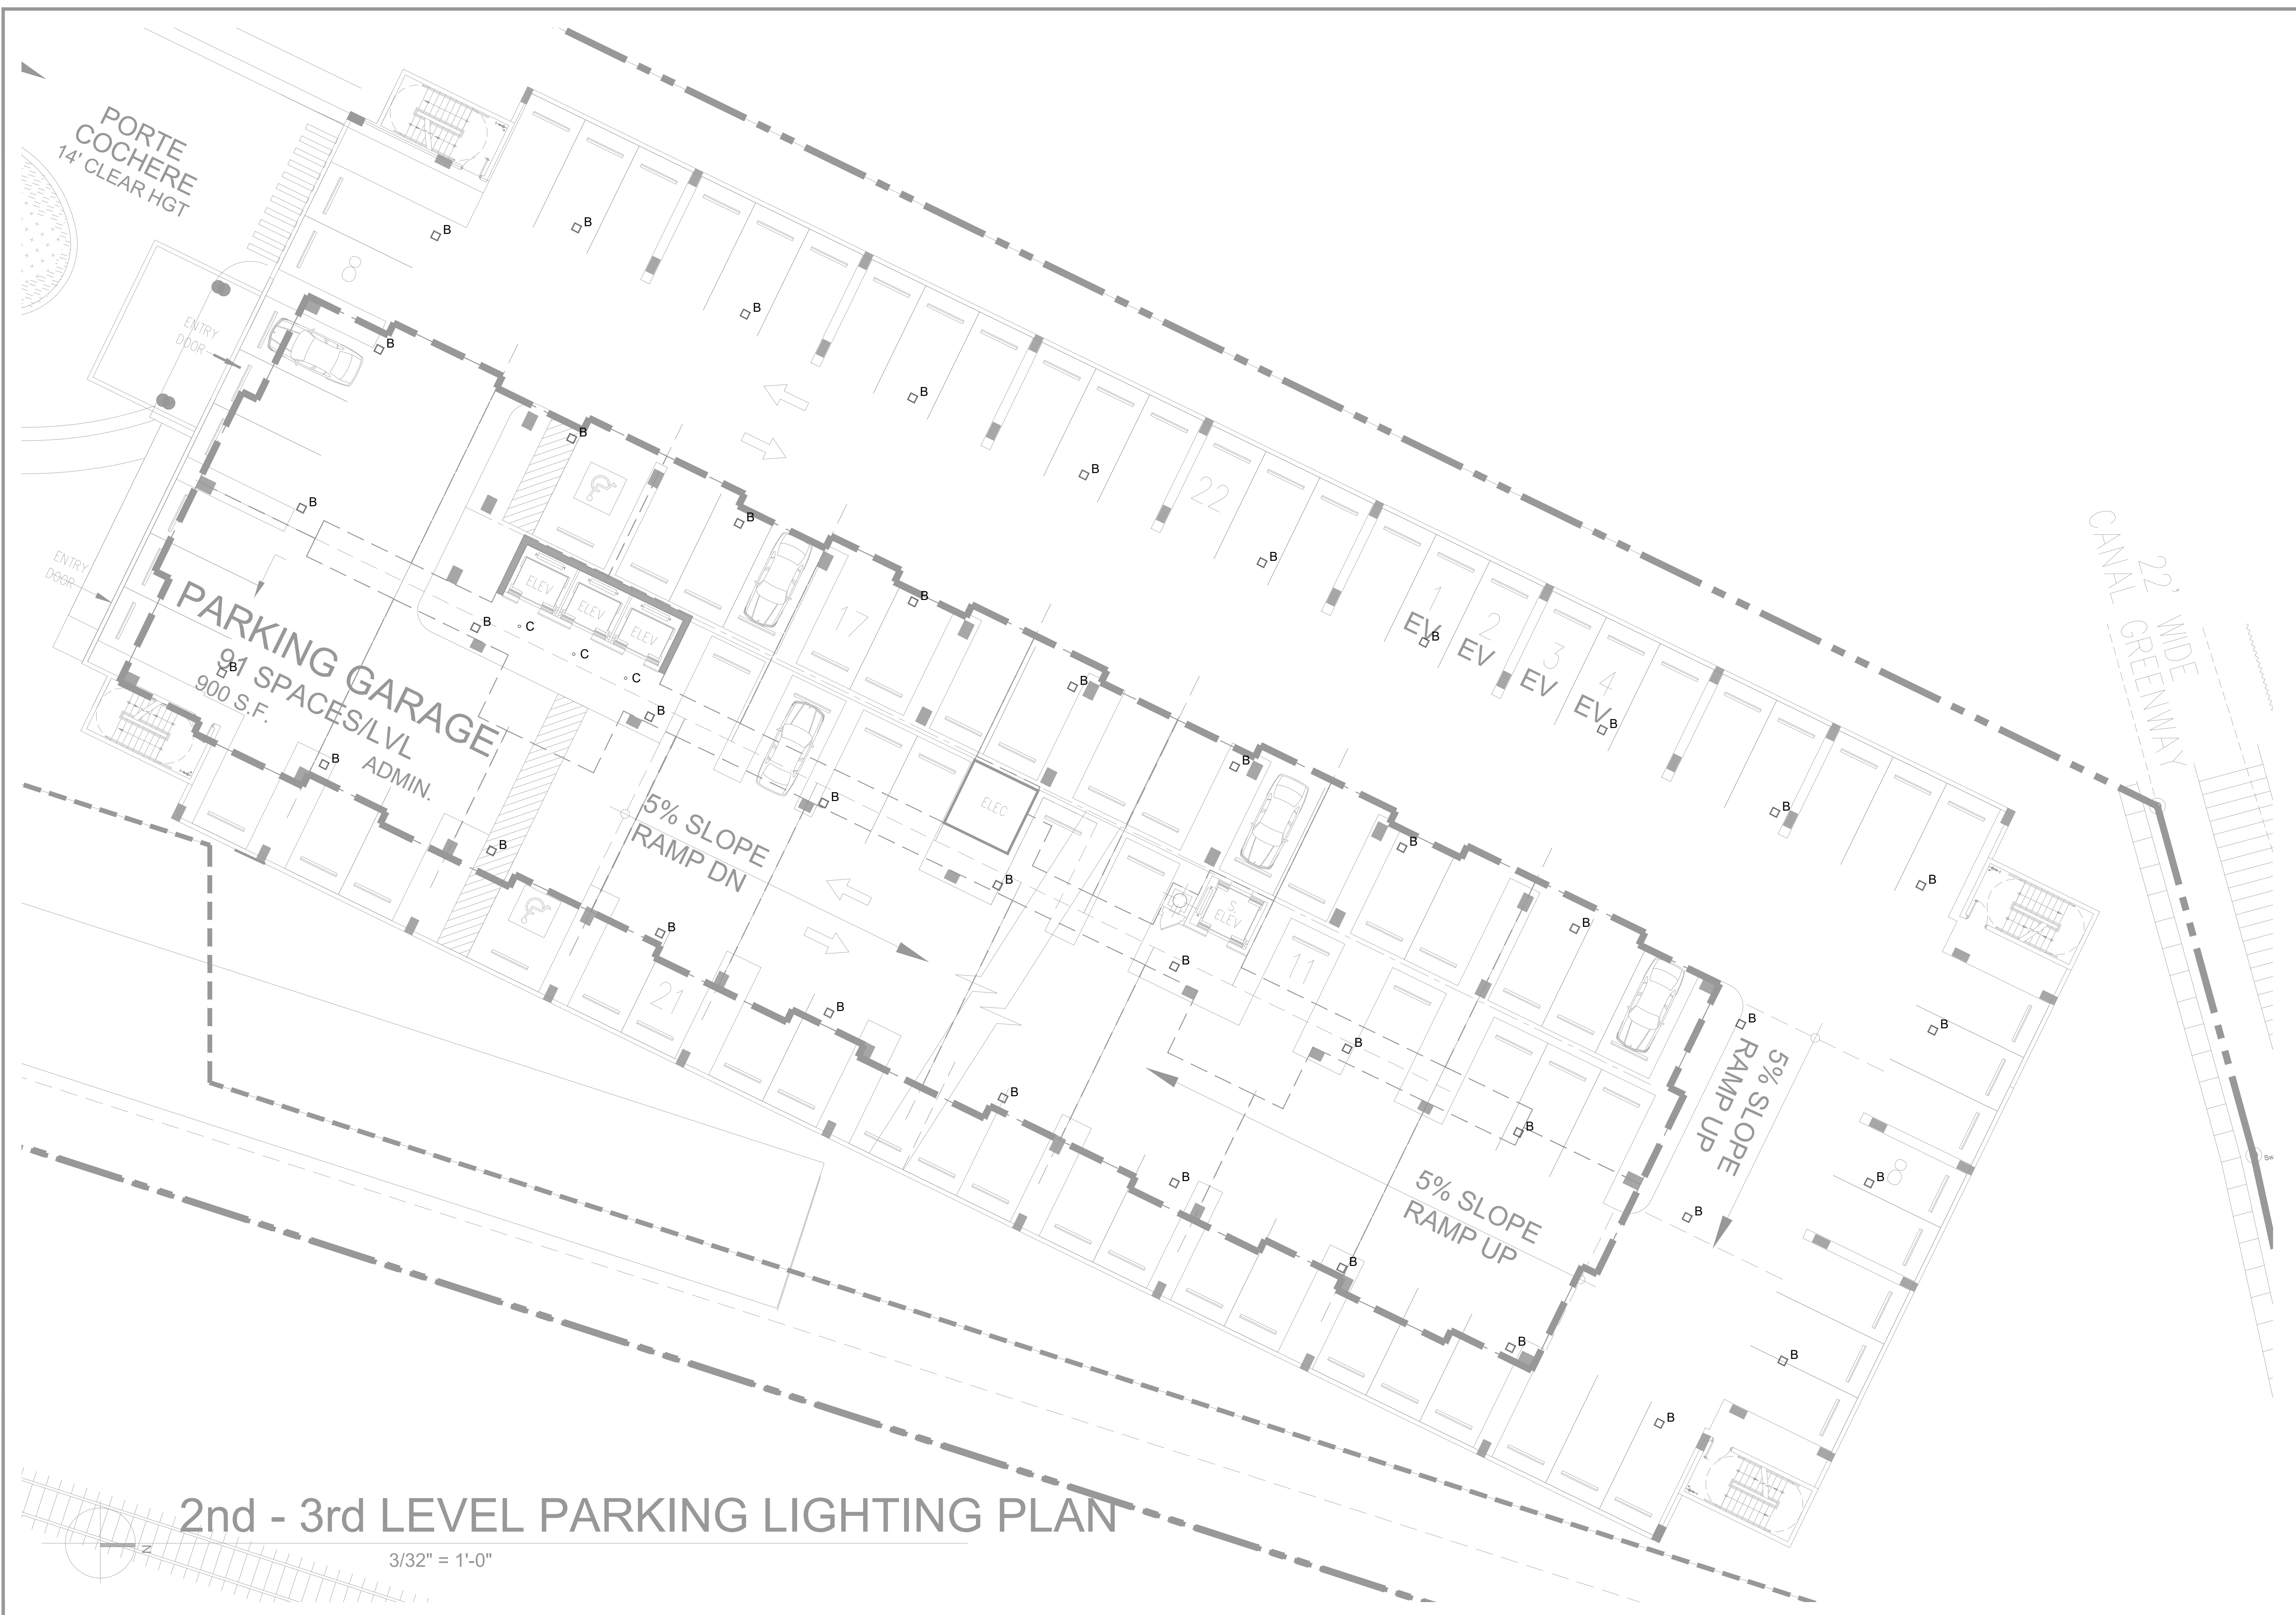 PORTE
COCHERE
14' CLEAR HGT
B
B
8
B
ENTRY
DOOR
B
B
B
B
22
B
B
B
ENTRY
DOOR
ELEV
ELEV
ELEV
B
17
B
1
2
3
4
EV
EV
EV
EV
B
B
22' WIDE
CANAL GREENWAY
B
C
C
C
PARKING GARAGE
91 SPACES/LVL
900 S.F.
ADMIN.
B
B
B
B
B
B
ELEC
5% SLOPE
RAMP DN
B
B
B
B
B
S.
ELEV
11
B
B
B
21
B
B
B
B
5% SLOPE
RAMP UP
B
B
B
8
B
B
B
5% SLOPE
RAMP UP
B
B
B
B
2nd - 3rd LEVEL PARKING LIGHTING PLAN
3/32" = 1'-0"
N